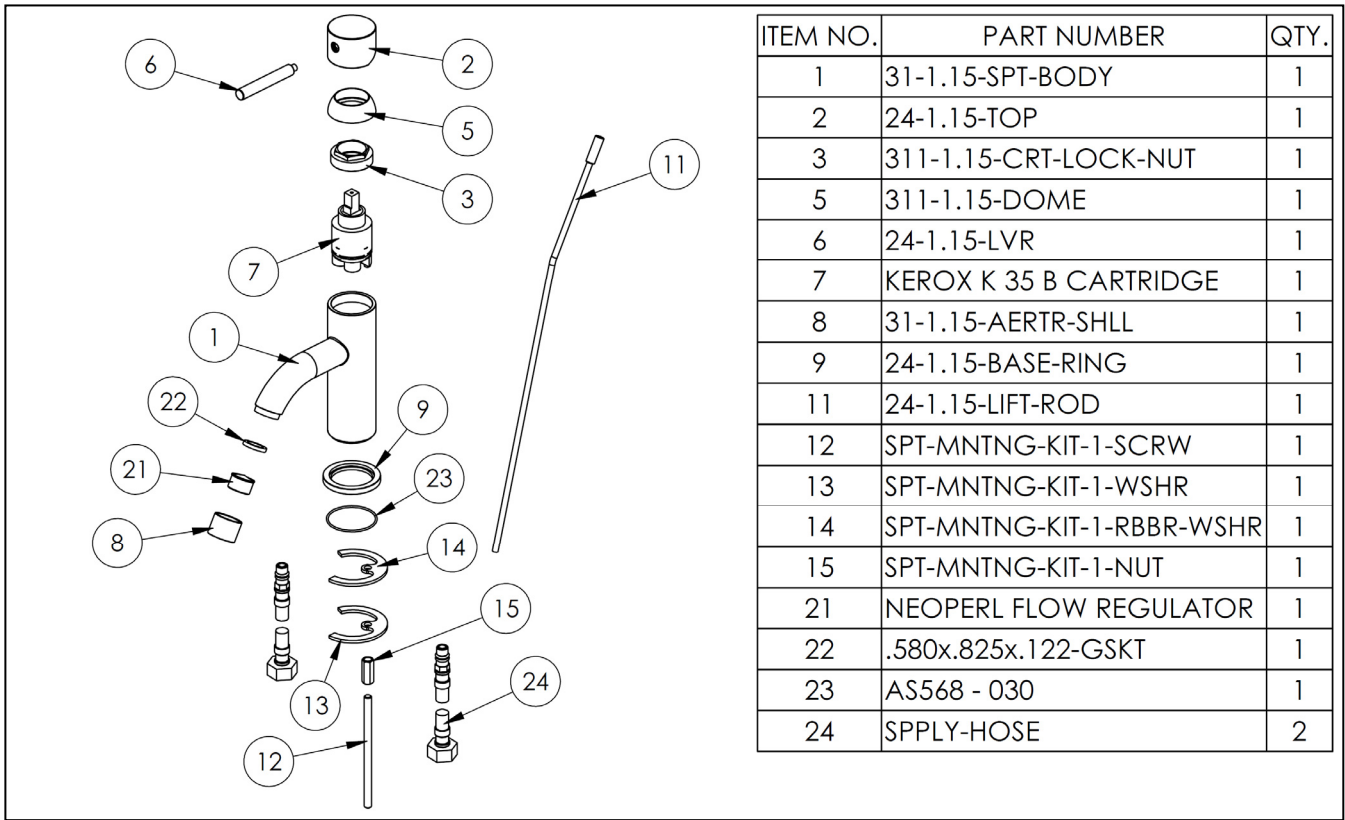 6
2
5
3
11
7
1
22
9
21
23
8
14
15
13
24
12
ITEM NO. PART NUMBER QTY.
1 31-1.15-SPT-BODY 1
2 24-1.15-TOP 1
3 311-1.15-CRT-LOCK-NUT 1
5 311-1.15-DOME 1
6 24-1.15-LVR 1
7 KEROX K 35 B CARTRIDGE 1
8 31-1.15-AERTR-SHLL 1
9 24-1.15-BASE-RING 1
11 24-1.15-LIFT-ROD 1
12 SPT-MNTNG-KIT-1-SCRW 1
13 SPT-MNTNG-KIT-1-WSHR 1
14 SPT-MNTNG-KIT-1-RBBR-WSHR 1
15 SPT-MNTNG-KIT-1-NUT 1
21 NEOPERL FLOW REGULATOR 1
22 .580x.825x.122-GSKT 1
23 AS568 - 030 1
24 SPPLY-HOSE 2